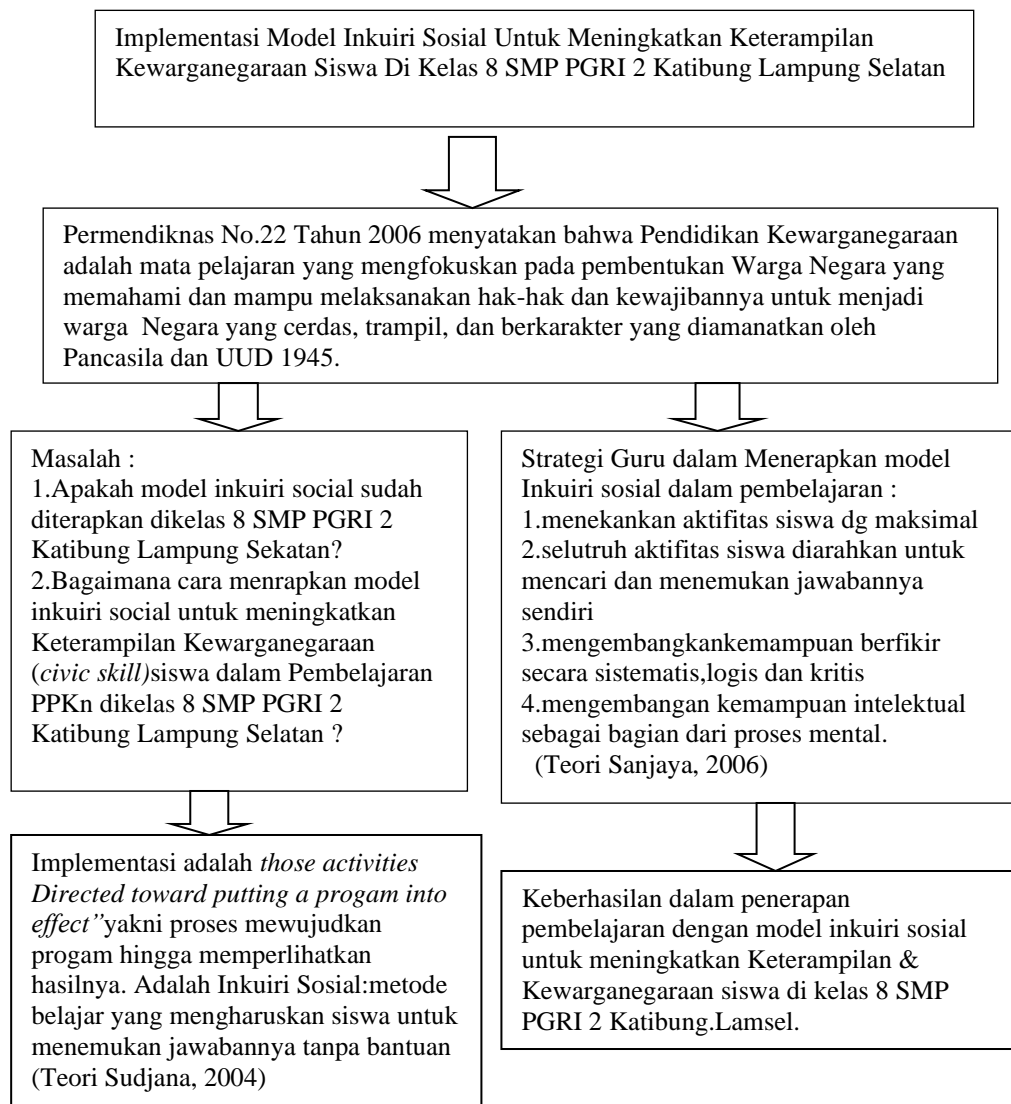 Implementasi Model Inkuiri Sosial Untuk Meningkatkan Keterampilan
Kewarganegaraan Siswa Di Kelas 8 SMP PGRI 2 Katibung Lampung Selatan
Permendiknas No.22 Tahun 2006 menyatakan bahwa Pendidikan Kewarganegaraan
adalah mata pelajaran yang mengfokuskan pada pembentukan Warga Negara yang
memahami dan mampu melaksanakan hak-hak dan kewajibannya untuk menjadi
warga Negara yang cerdas, trampil, dan berkarakter yang diamanatkan oleh
Pancasila dan UUD 1945.
Masalah :
1.Apakah model inkuiri social sudah
diterapkan dikelas 8 SMP PGRI 2
Katibung Lampung Sekatan?
2.Bagaimana cara menrapkan model
inkuiri social untuk meningkatkan
Keterampilan Kewarganegaraan
(civic skill)siswa dalam Pembelajaran
PPKn dikelas 8 SMP PGRI 2
Katibung Lampung Selatan ?
Strategi Guru dalam Menerapkan model
Inkuiri sosial dalam pembelajaran :
1.menekankan aktifitas siswa dg maksimal
2.selutruh aktifitas siswa diarahkan untuk
mencari dan menemukan jawabannya
sendiri
3.mengembangkankemampuan berfikir
secara sistematis,logis dan kritis
4.mengembangan kemampuan intelektual
sebagai bagian dari proses mental.
(Teori Sanjaya, 2006)
Implementasi adalah those activities
Directed toward putting a progam into
effect”yakni proses mewujudkan
progam hingga memperlihatkan
hasilnya. Adalah Inkuiri Sosial:metode
belajar yang mengharuskan siswa untuk
menemukan jawabannya tanpa bantuan
(Teori Sudjana, 2004)
Keberhasilan dalam penerapan
pembelajaran dengan model inkuiri sosial
untuk meningkatkan Keterampilan &
Kewarganegaraan siswa di kelas 8 SMP
PGRI 2 Katibung.Lamsel.